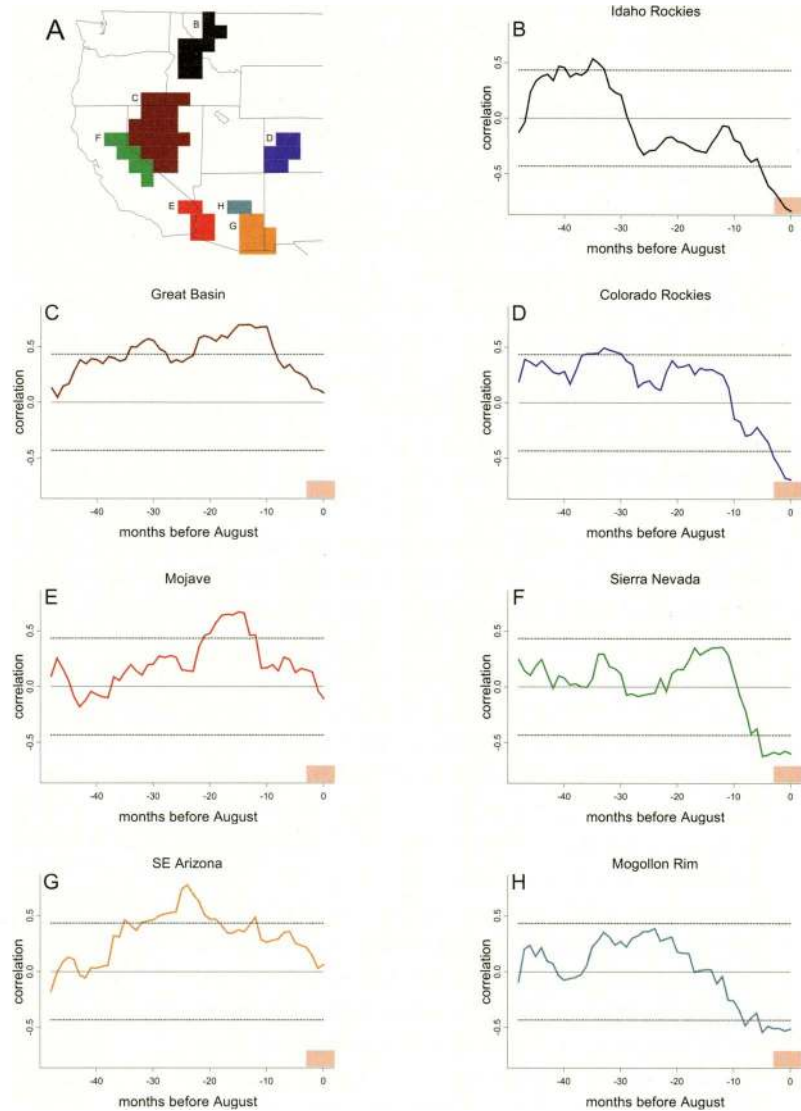 A
B
C
F
D
E
H
G
Idaho Rockies
B
correlation
0.5
0.0
-0.5
-40 -30 -20 -10 0
months before August
Great Basin
C
correlation
0.5
0.0
-0.5
-40 -30 -20 -10 0
months before August
Colorado Rockies
D
correlation
0.5
0.0
-0.5
-40 -30 -20 -10 0
months before August
Mojave
E
correlation
0.5
0.0
-0.5
-40 -30 -20 -10 0
months before August
Sierra Nevada
F
correlation
0.5
0.0
-0.5
-40 -30 -20 -10 0
months before August
SE Arizona
G
correlation
0.5
0.0
-0.5
-40 -30 -20 -10 0
months before August
Mogollon Rim
H
correlation
0.5
0.0
-0.5
-40 -30 -20 -10 0
months before August